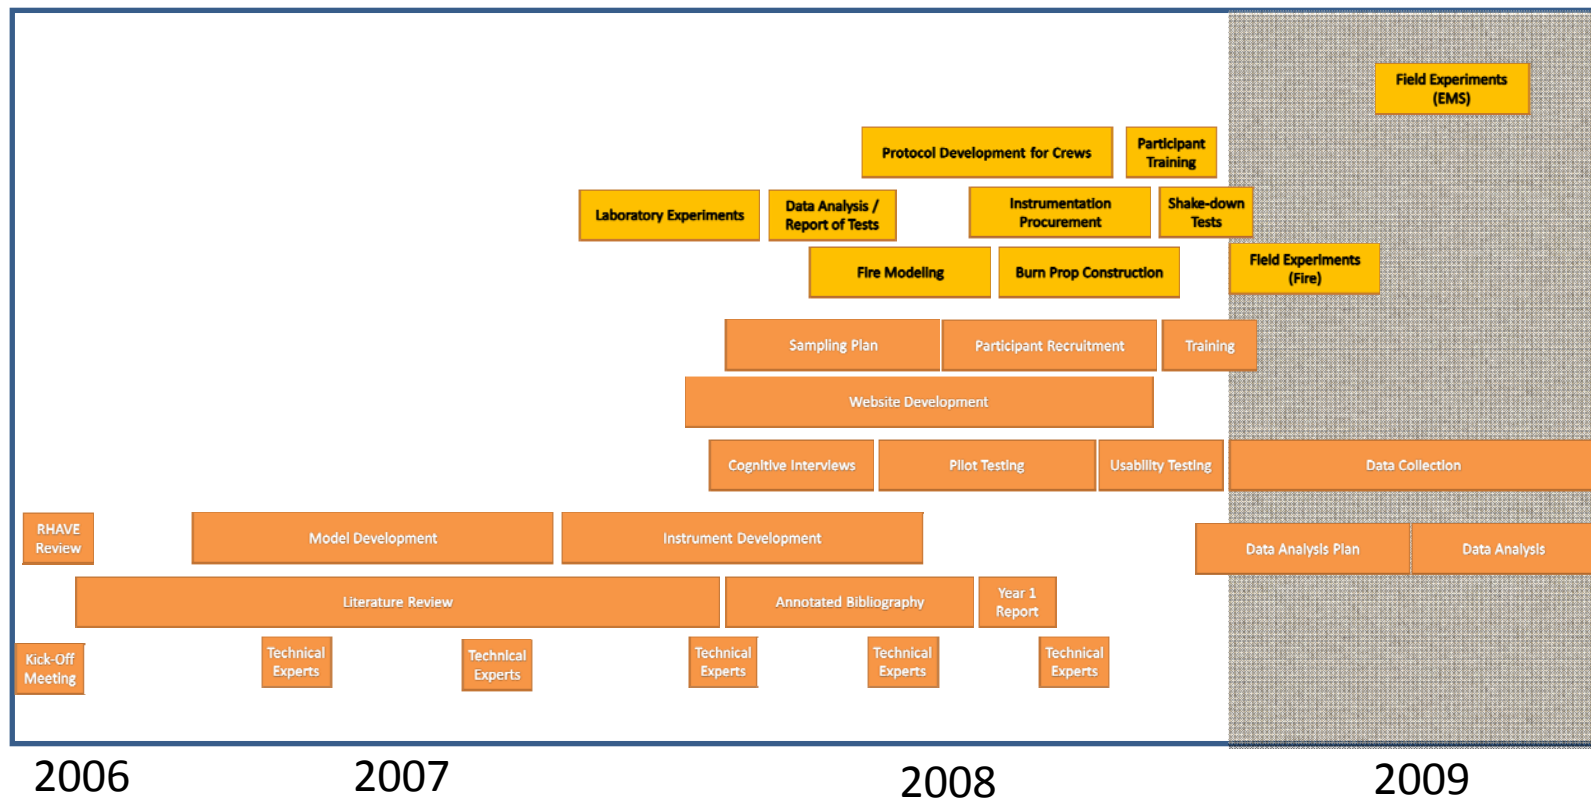 Field Experiments
(EMS)
Protocol Development for Crews
Participant
Training
Laboratory Experiments
Data Analysis /
Report of Tests
Instrumentation
Procurement
Shake-down
Tests
Fire Modeling
Burn Prop Construction
Field Experiments
(Fire)
Sampling Plan
Participant Recruitment
Training
Website Development
Cognitive Interviews
Pilot Testing
Usability Testing
Data Collection
RHAVE
Review
Model Development
Instrument Development
Data Analysis Plan
Data Analysis
Literature Review
Annotated Bibliography
Year 1
Report
Kick-Off
Meeting
Technical
Experts
Technical
Experts
Technical
Experts
Technical
Experts
Technical
Experts
2006
2007
2008
2009